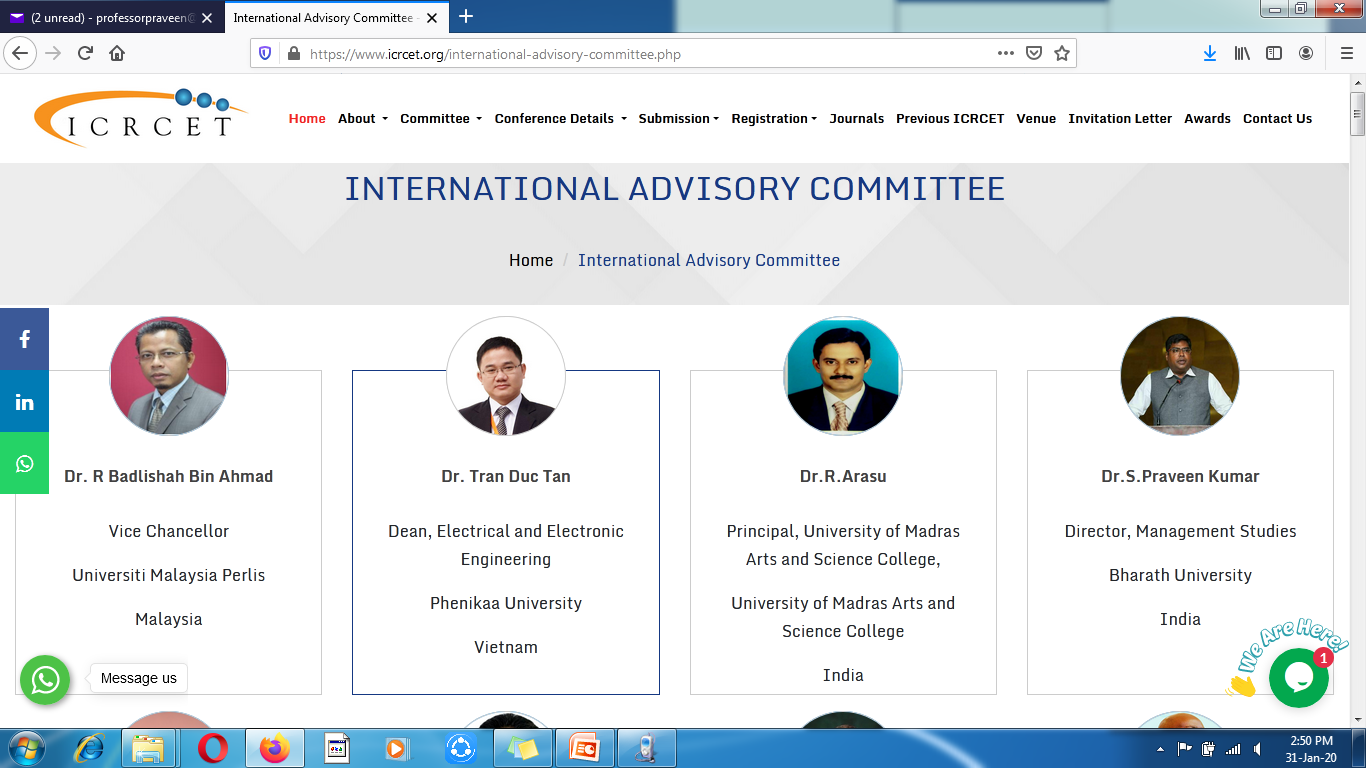 (2 unread) - professorpraveen@
International Advisory Committee -
https://www.icrcet.org/international-advisory-committee.php
ICRCET
Home About Committee Conference Details Submission Registration Journals Previous ICRCET Venue Invitation Letter Awards Contact Us
INTERNATIONAL ADVISORY COMMITTEE
Home / International Advisory Committee
Dr. R Badlishah Bin Ahmad
Vice Chancellor
Universiti Malaysia Perlis
Malaysia
Dr. Tran Duc Tan
Dean, Electrical and Electronic
Engineering
Phenikaa University
Vietnam
Dr.R.Arasu
Principal, University of Madras
Arts and Science College,
University of Madras Arts and
Science College
India
Dr.S.Praveen Kumar
Director, Management Studies
Bharath University
India
Message us
We Are Here!
1
2:50 PM
31-Jan-20